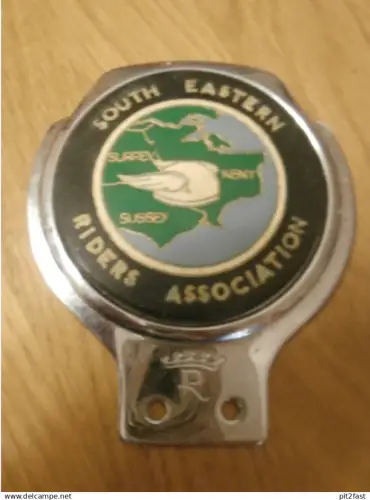 SOUTH EASTERN
SURREY
KENT
SUSSEX
RIDERS ASSOCIATION
R
www.delcampe.net
pit2fast